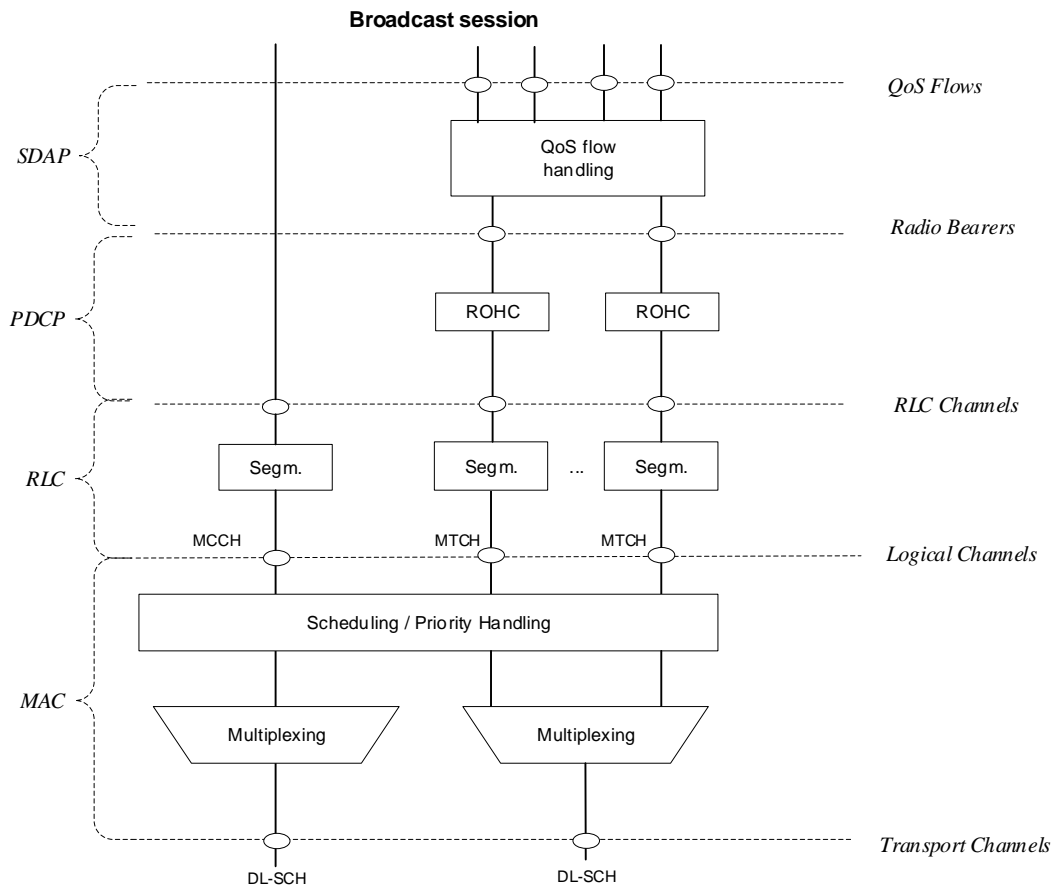 Broadcast session
QoS Flows
SDAP
QoS flow
handling
Radio Bearers
PDCP
ROHC
ROHC
RLC Channels
RLC
Segm.
Segm.
...
Segm.
MCCH
MTCH
MTCH
Logical Channels
Scheduling / Priority Handling
MAC
Multiplexing
Multiplexing
Transport Channels
DL-SCH
DL-SCH